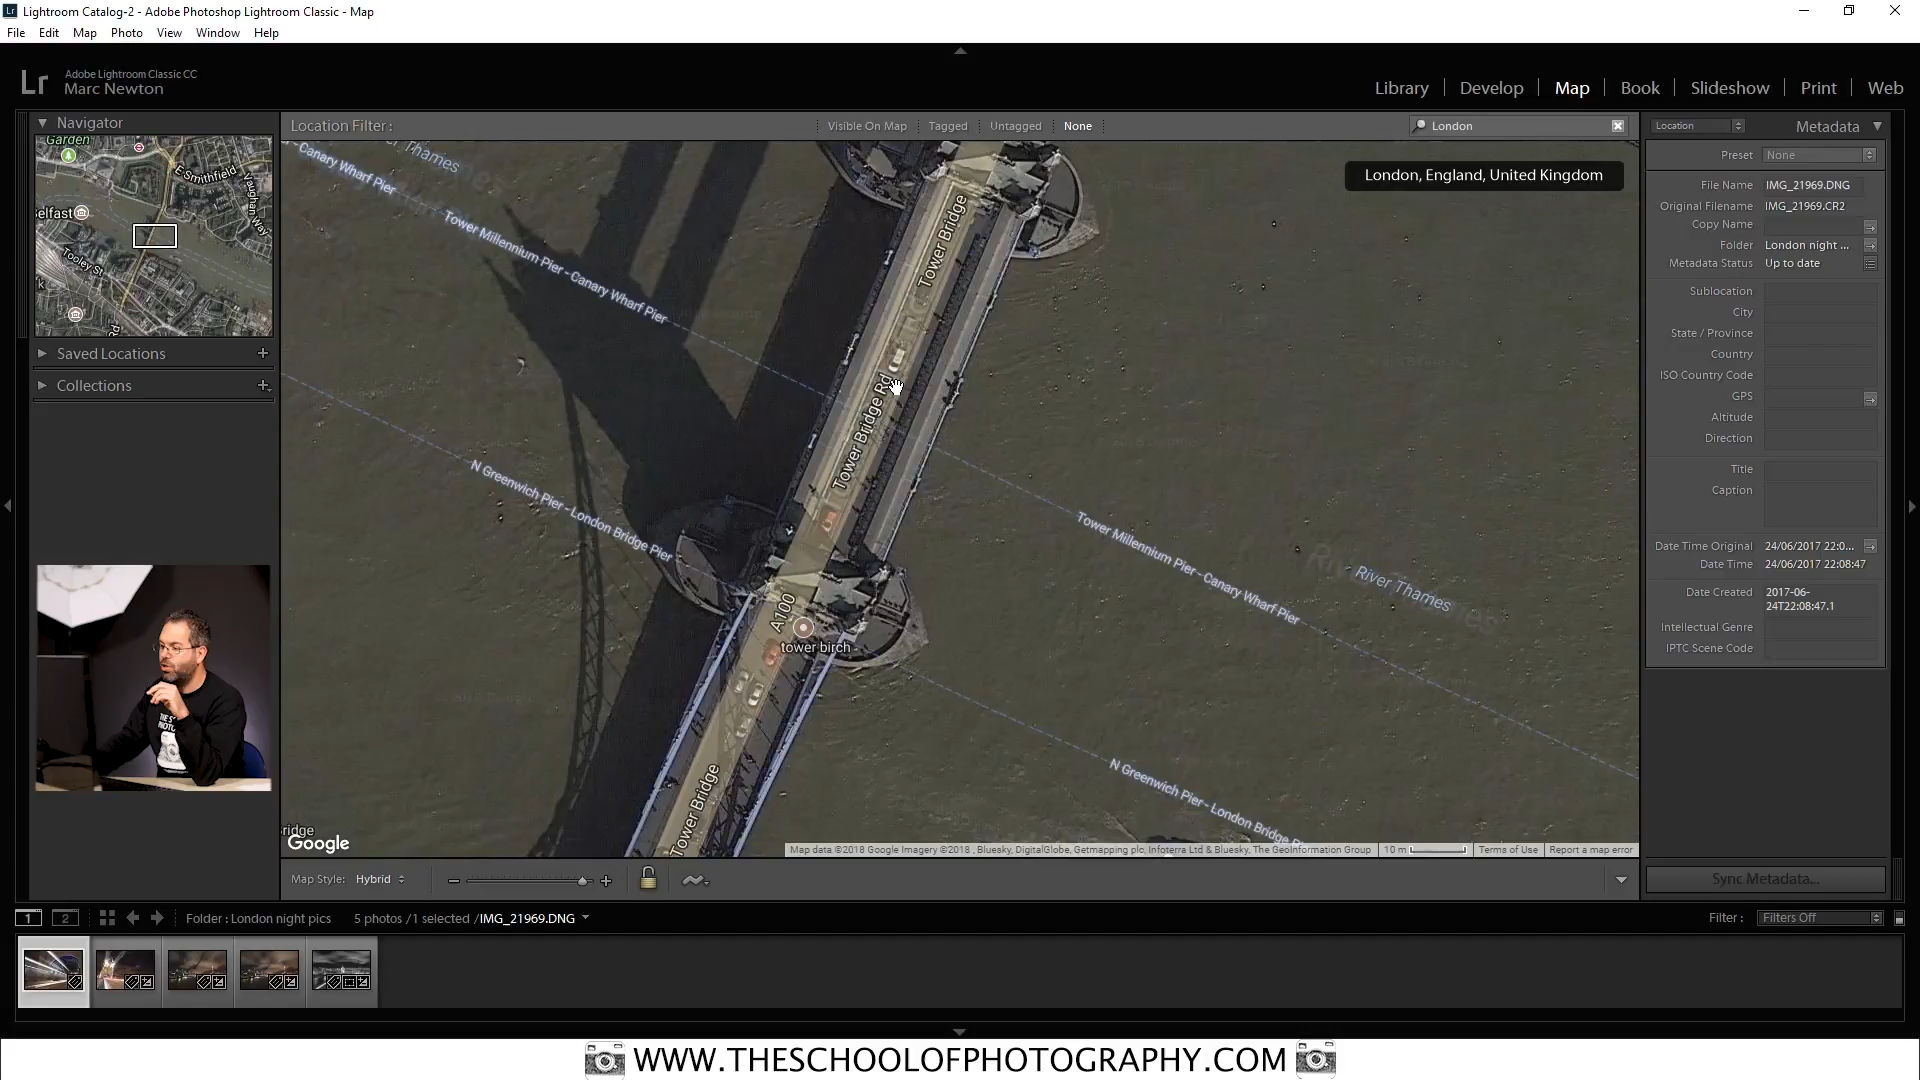 Lr Lightroom Catalog-2 - Adobe Photoshop Lightroom Classic - Map
File Edit Map Photo View Window Help
Lr Adobe Lightroom Classic CC
Marc Newton
Library Develop Map Book Slideshow Print Web
Navigator
Garden
E Smithfield
Vaughan Way
elfast
Tooley St
Rd
Saved Locations
Collections
Location Filter :
Visible On Map Tagged Untagged None
London
London, England, United Kingdom
Canary Wharf Pier
Thames
Tower Millennium Pier - Canary Wharf Pier
Tower Bridge
Tower Bridge Rd
N Greenwich Pier - London Bridge Pier
A100
tower birch
Tower Bridge
Tower Millennium Pier - Canary Wharf Pier
River Thames
N Greenwich Pier - London Bridge
ridge
Google
Map data ©2018 Google Imagery ©2018 , Bluesky, DigitalGlobe, Getmapping plc, Infoterra Ltd & Bluesky, The GeoInformation Group 10 m Terms of Use Report a map error
Location Metadata
Preset None
File Name IMG_21969.DNG
Original Filename IMG_21969.CR2
Copy Name
Folder London night ...
Metadata Status Up to date
Sublocation
City
State / Province
Country
ISO Country Code
GPS
Altitude
Direction
Title
Caption
Date Time Original 24/06/2017 22:0...
Date Time 24/06/2017 22:08:47
Date Created 2017-06-
24T22:08:47.1
Intellectual Genre
IPTC Scene Code
Sync Metadata...
Map Style: Hybrid
1 2 Folder : London night pics 5 photos /1 selected /IMG_21969.DNG
Filter : Filters Off
WWW.THESCHOOLOFPHOTOGRAPHY.COM